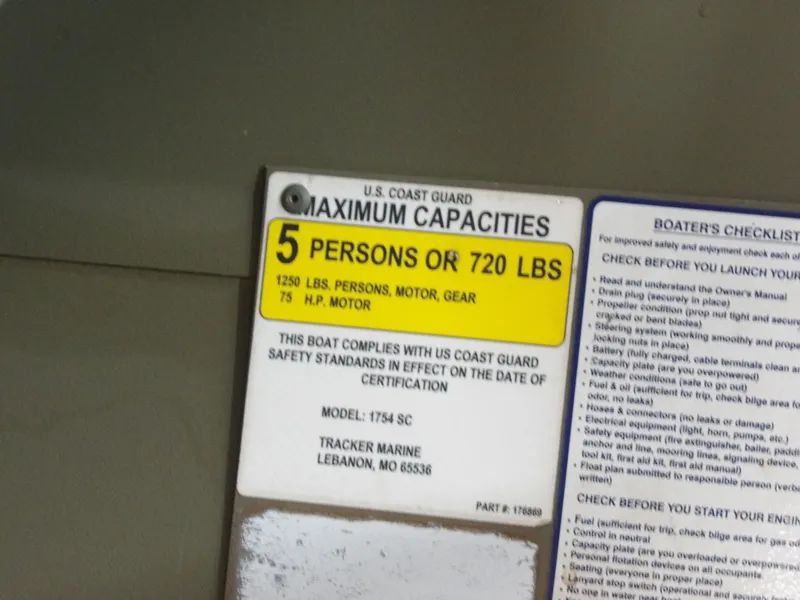 U.S. COAST GUARD
MAXIMUM CAPACITIES
5 PERSONS OR 720 LBS
1250 LBS. PERSONS, MOTOR, GEAR
75 H.P. MOTOR
THIS BOAT COMPLIES WITH US COAST GUARD
SAFETY STANDARDS IN EFFECT ON THE DATE OF
CERTIFICATION
MODEL: 1754 SC
TRACKER MARINE
LEBANON, MO 65536
PART #: 176869
BOATER'S CHECKLIST
For improved safety and enjoyment check each of
CHECK BEFORE YOU LAUNCH YOUR
• Read and understand the Owner's Manual
• Drain plug (securely in place)
• Propeller condition (prop nut tight and secure
cracked or bent blades)
• Steering system (working smoothly and prope
locking nuts in place)
• Battery (fully charged, cable terminals clean an
• Capacity plate (are you overpowered)
• Weather conditions (safe to go out)
• Fuel & oil (sufficient for trip, check bilge area fo
odor, no leaks)
• Hoses & connectors (no leaks or damage)
• Electrical equipment (light, horn, pumps, etc.)
• Safety equipment (fire extinguisher, bailer, paddl
anchor and line, mooring lines, signaling device,
tool kit, first aid kit, first aid manual)
• Float plan submitted to responsible person (verba
written)
CHECK BEFORE YOU START YOUR ENGIN
• Fuel (sufficient for trip, check bilge area for gas od
• Control in neutral
• Capacity plate (are you overloaded or overpowered
• Personal flotation devices on all occupants
• Seating (everyone in proper place)
• Lanyard stop switch (operational and securely
• No one in water near